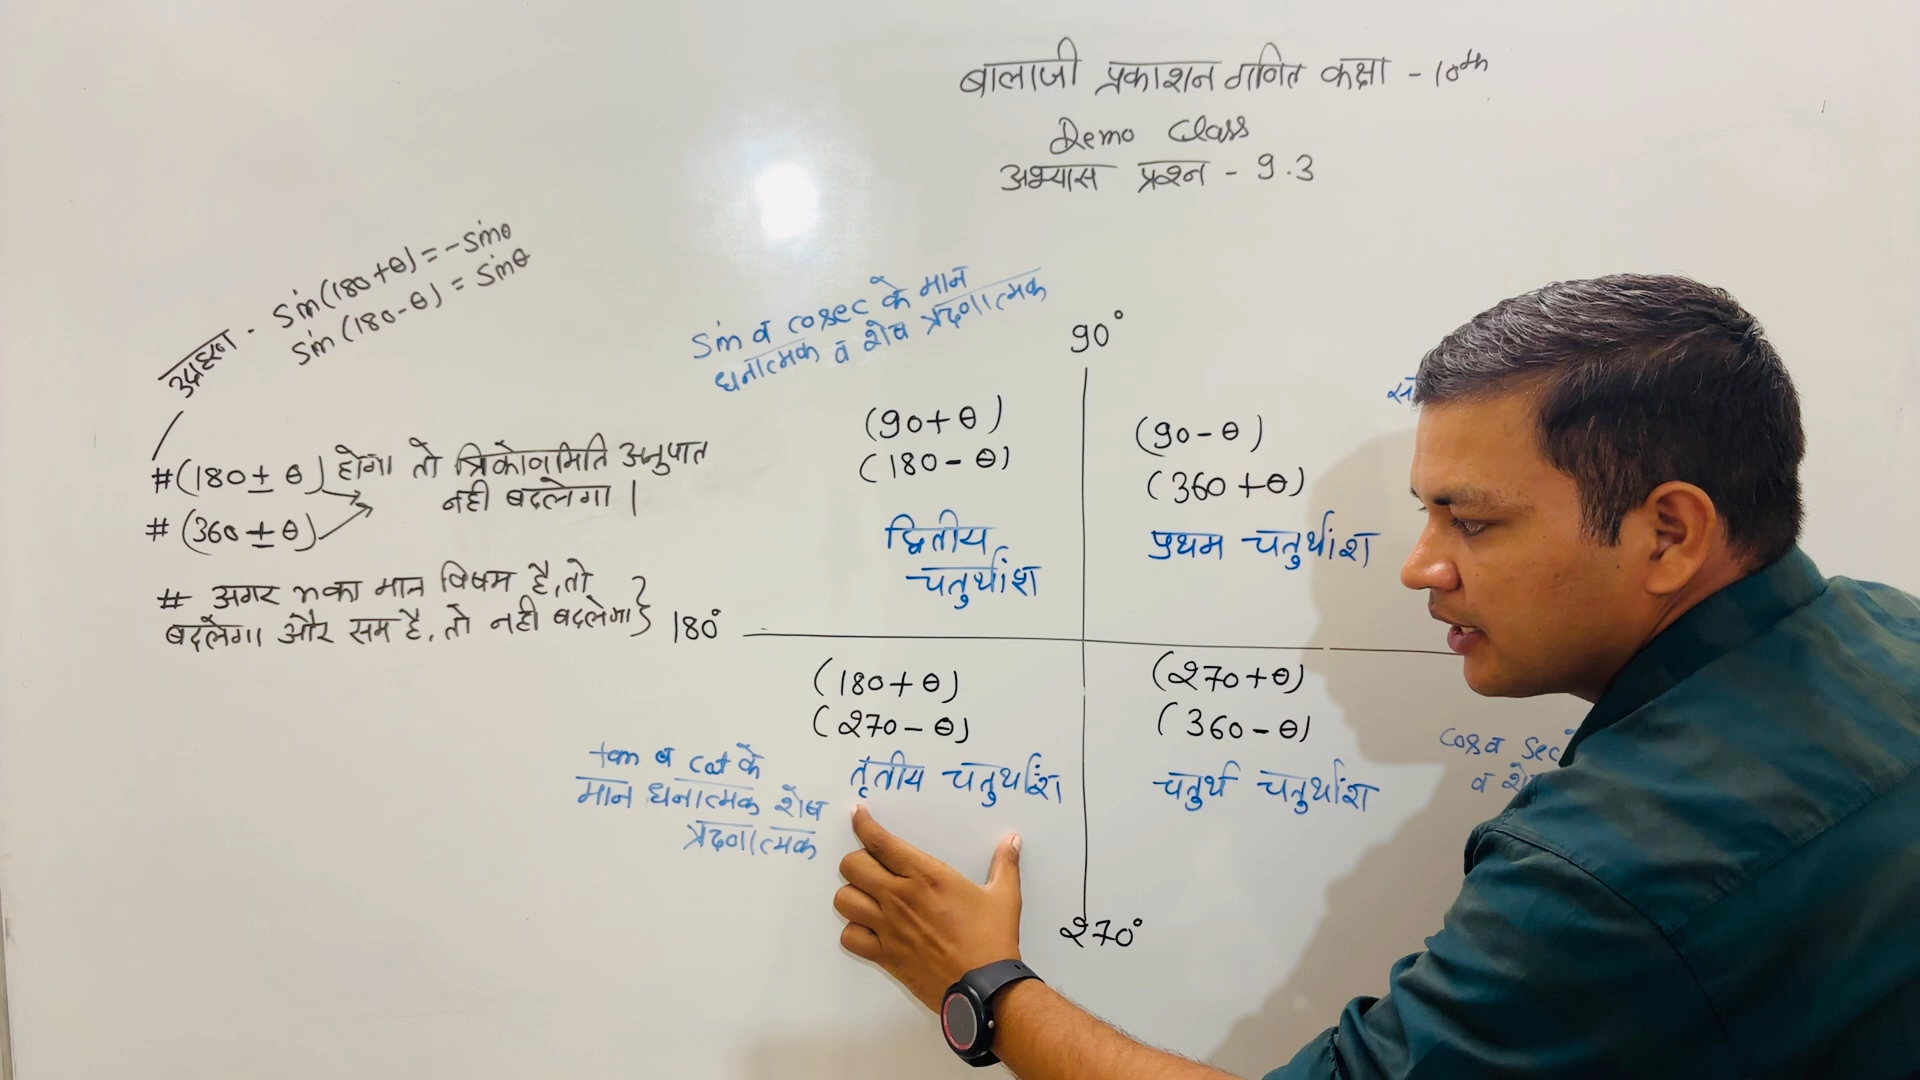 बालाजी प्रकाशन गणित कक्षा - 10th
Demo Class
अभ्यास प्रश्न - 9.3
उदाहरण - sin(180+θ) = -sinθ
sin(180-θ) = sinθ
sin व cosec के मान
धनात्मक व शेष ऋणात्मक
90°
(90+θ)
(180-θ)
द्वितीय
चतुर्थांश
(90-θ)
(360+θ)
प्रथम चतुर्थांश
#(180±θ) होगा तो त्रिकोणमिति अनुपात
नही बदलेगा |
# (360±θ)
# अगर n का मान विषम है, तो
बदलेगा और सम है, तो नही बदलेगा}
180°
(180+θ)
(270-θ)
तृतीय चतुर्थांश
tan व cot के
मान धनात्मक शेष
ऋणात्मक
(270+θ)
(360-θ)
चतुर्थ चतुर्थांश
cos व sec
व
270°